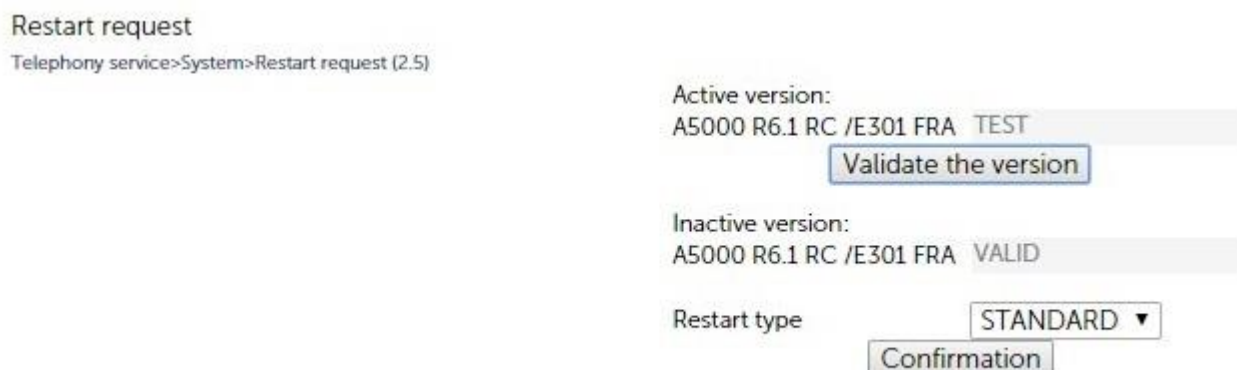 Restart request
Telephony service>System>Restart request (2.5)
Active version:
A5000 R6.1 RC /E301 FRA TEST
Validate the version
Inactive version:
A5000 R6.1 RC /E301 FRA VALID
Restart type STANDARD ▼
Confirmation